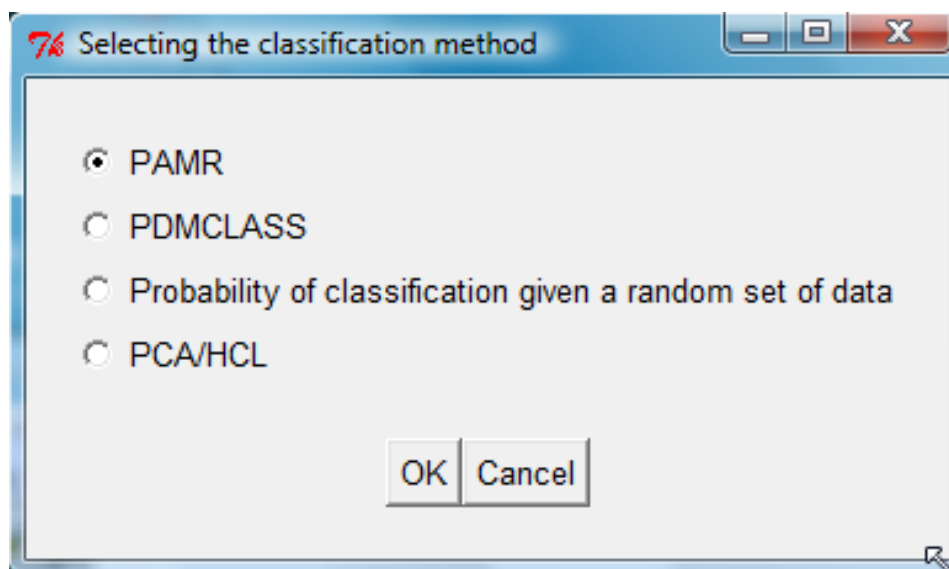 Selecting the classification method
PAMR
PDMCLASS
Probability of classification given a random set of data
PCA/HCL
OK Cancel